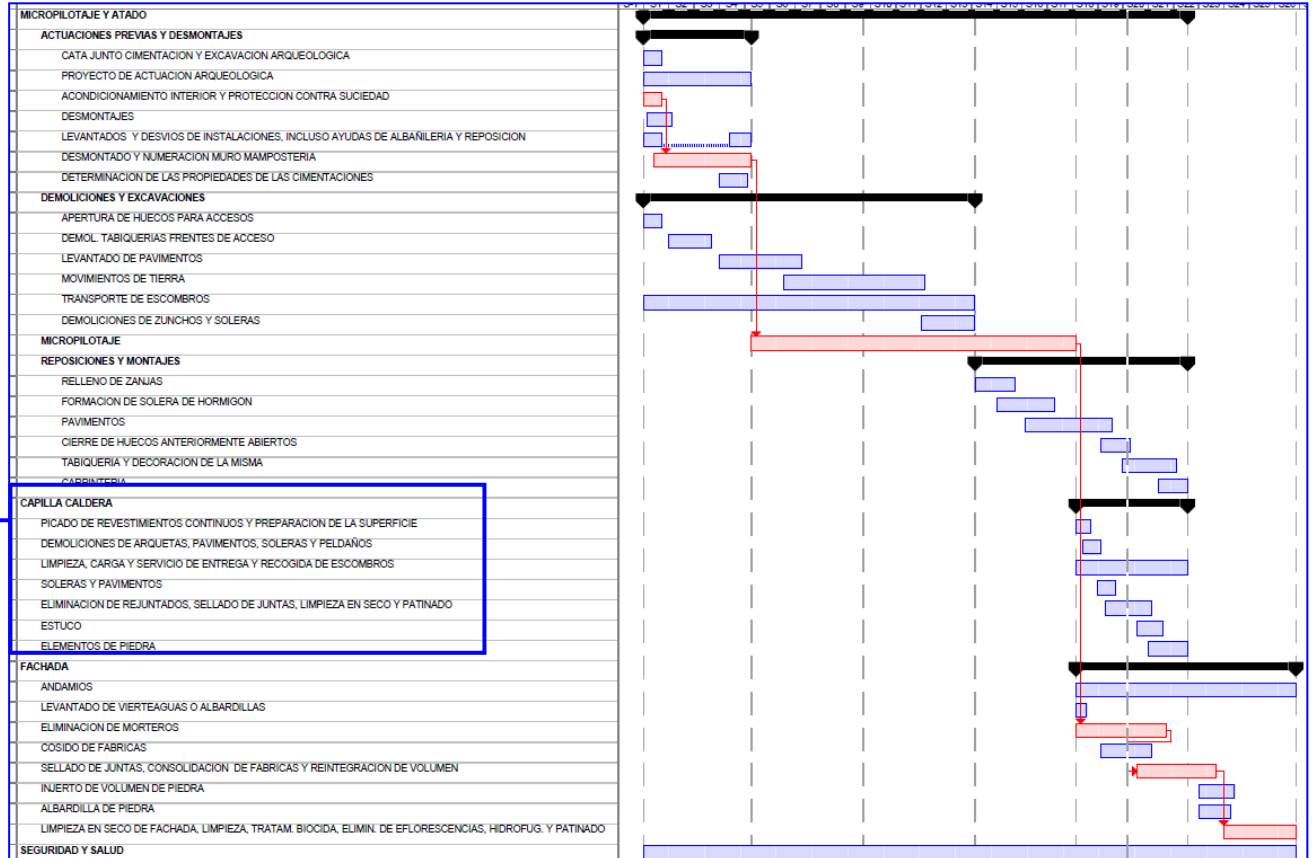 MICROPILOTAJE Y ATADO
ACTUACIONES PREVIAS Y DESMONTAJES
CATA JUNTO CIMENTACION Y EXCAVACION ARQUEOLOGICA
PROYECTO DE ACTUACION ARQUEOLOGICA
ACONDICIONAMIENTO INTERIOR Y PROTECCION CONTRA SUCIEDAD
DESMONTAJES
LEVANTADOS Y DESVIOS DE INSTALACIONES, INCLUSO AYUDAS DE ALBAÑILERIA Y REPOSICION
DESMONTADO Y NUMERACION MURO MAMPOSTERIA
DETERMINACION DE LAS PROPIEDADES DE LAS CIMENTACIONES
DEMOLICIONES Y EXCAVACIONES
APERTURA DE HUECOS PARA ACCESOS
DEMOL. TABIQUERIAS FRENTES DE ACCESO
LEVANTADO DE PAVIMENTOS
MOVIMIENTOS DE TIERRA
TRANSPORTE DE ESCOMBROS
DEMOLICIONES DE ZUNCHOS Y SOLERAS
MICROPILOTAJE
REPOSICIONES Y MONTAJES
RELLENO DE ZANJAS
FORMACION DE SOLERA DE HORMIGON
PAVIMENTOS
CIERRE DE HUECOS ANTERIORMENTE ABIERTOS
TABIQUERIA Y DECORACION DE LA MISMA
CARPINTERIA
CAPILLA CALDERA
PICADO DE REVESTIMIENTOS CONTINUOS Y PREPARACION DE LA SUPERFICIE
DEMOLICIONES DE ARQUETAS, PAVIMENTOS, SOLERAS Y PELDAÑOS
LIMPIEZA, CARGA Y SERVICIO DE ENTREGA Y RECOGIDA DE ESCOMBROS
SOLERAS Y PAVIMENTOS
ELIMINACION DE REJUNTADOS, SELLADO DE JUNTAS, LIMPIEZA EN SECO Y PATINADO
ESTUCO
ELEMENTOS DE PIEDRA
FACHADA
ANDAMIOS
LEVANTADO DE VIERTEAGUAS O ALBARDILLAS
ELIMINACION DE MORTEROS
COSIDO DE FABRICAS
SELLADO DE JUNTAS, CONSOLIDACION DE FABRICAS Y REINTEGRACION DE VOLUMEN
INJERTO DE VOLUMEN DE PIEDRA
ALBARDILLA DE PIEDRA
LIMPIEZA EN SECO DE FACHADA, LIMPIEZA, TRATAM. BIOCIDA, ELIMIN. DE EFLORESCENCIAS, HIDROFUG. Y PATINADO
SEGURIDAD Y SALUD